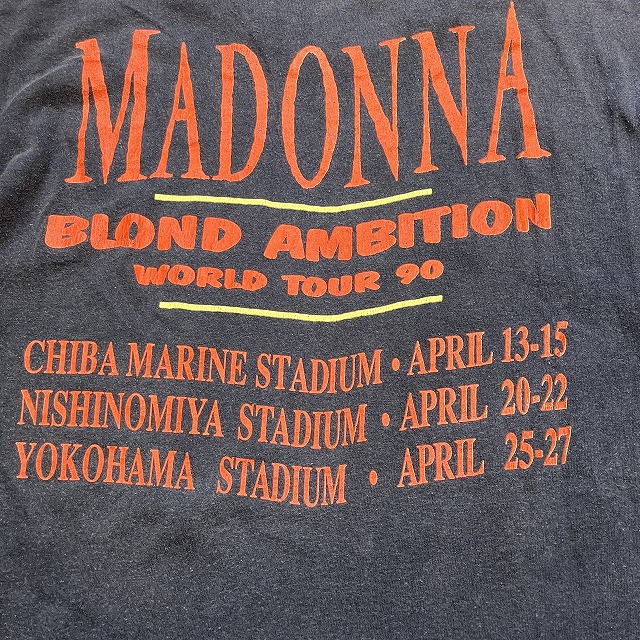 MADONNA
BLOND AMBITION
WORLD TOUR 90
CHIBA MARINE STADIUM • APRIL 13-15
NISHINOMIYA STADIUM • APRIL 20-22
YOKOHAMA STADIUM • APRIL 25-27